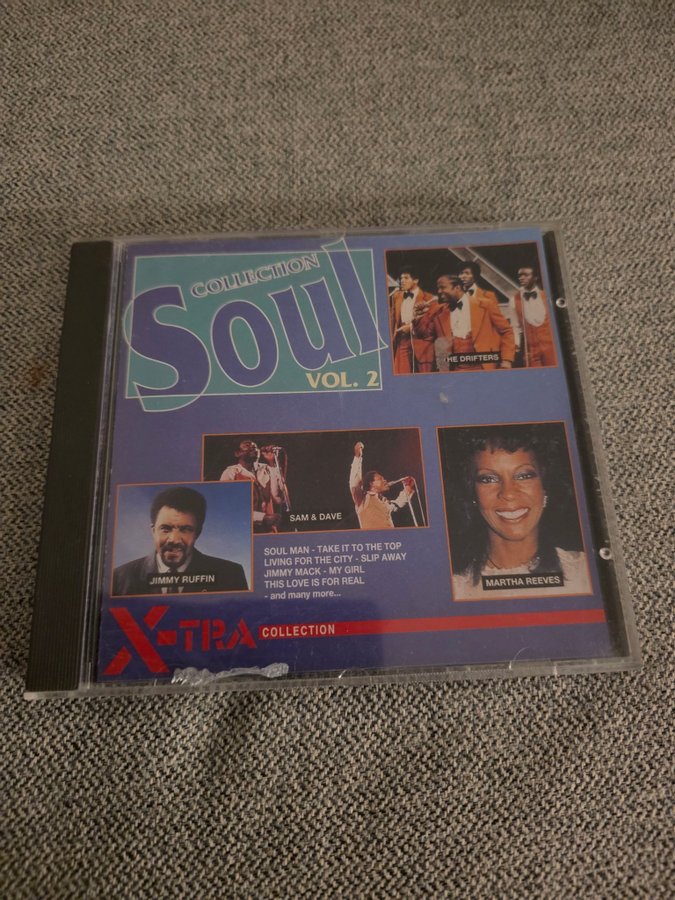 COLLECTION
Soul
VOL. 2
THE DRIFTERS
SAM & DAVE
JIMMY RUFFIN
SOUL MAN - TAKE IT TO THE TOP
LIVING FOR THE CITY - SLIP AWAY
JIMMY MACK - MY GIRL
THIS LOVE IS FOR REAL
- and many more...
MARTHA REEVES
X-TRA COLLECTION